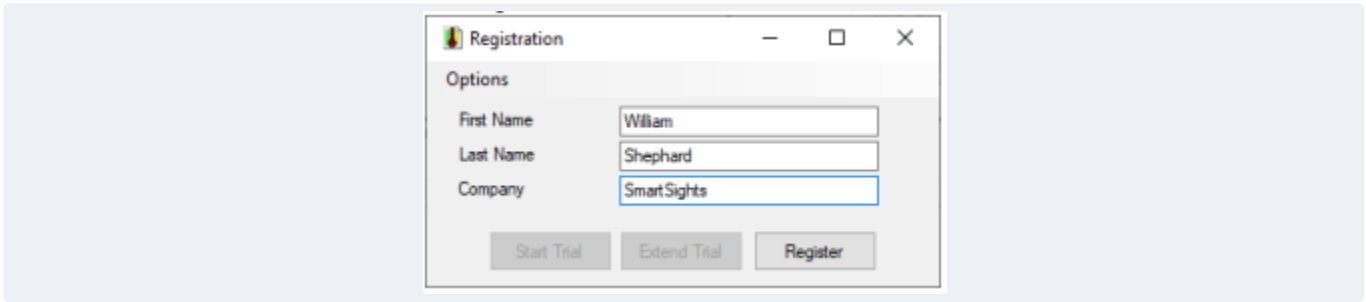 Registration
Options
First Name William
Last Name Shephard
Company SmartSights
Start Trial Extend Trial Register